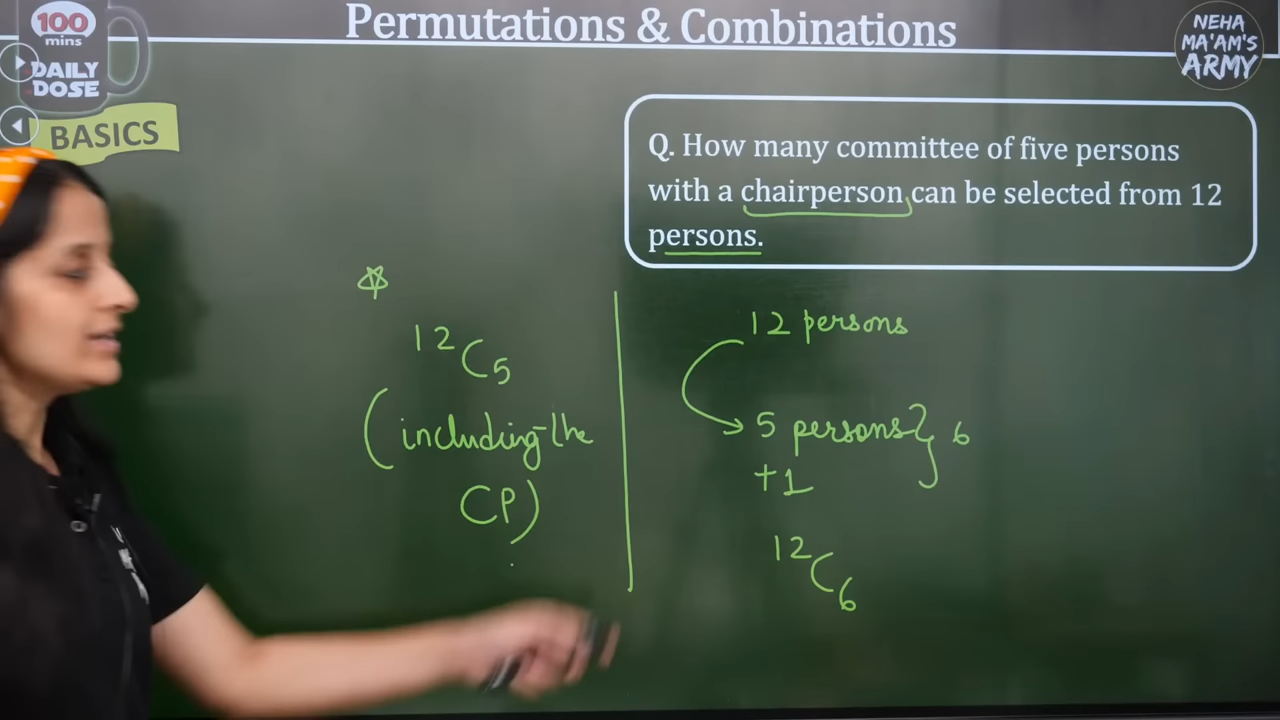 Permutations & Combinations
100
mins
DAILY
DOSE
NEHA
MA'AM'S
ARMY
BASICS
Q. How many committee of five persons
with a chairperson can be selected from 12
persons.
12C5
(including the
CP)
12 persons
5 persons} 6
+1
12C6